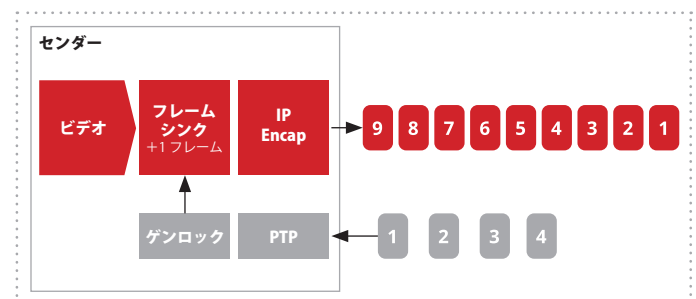 センダー
ビデオ
フレーム
シンク
+1 フレーム
IP
Encap
9 8 7 6 5 4 3 2 1
ゲンロック
PTP
1 2 3 4